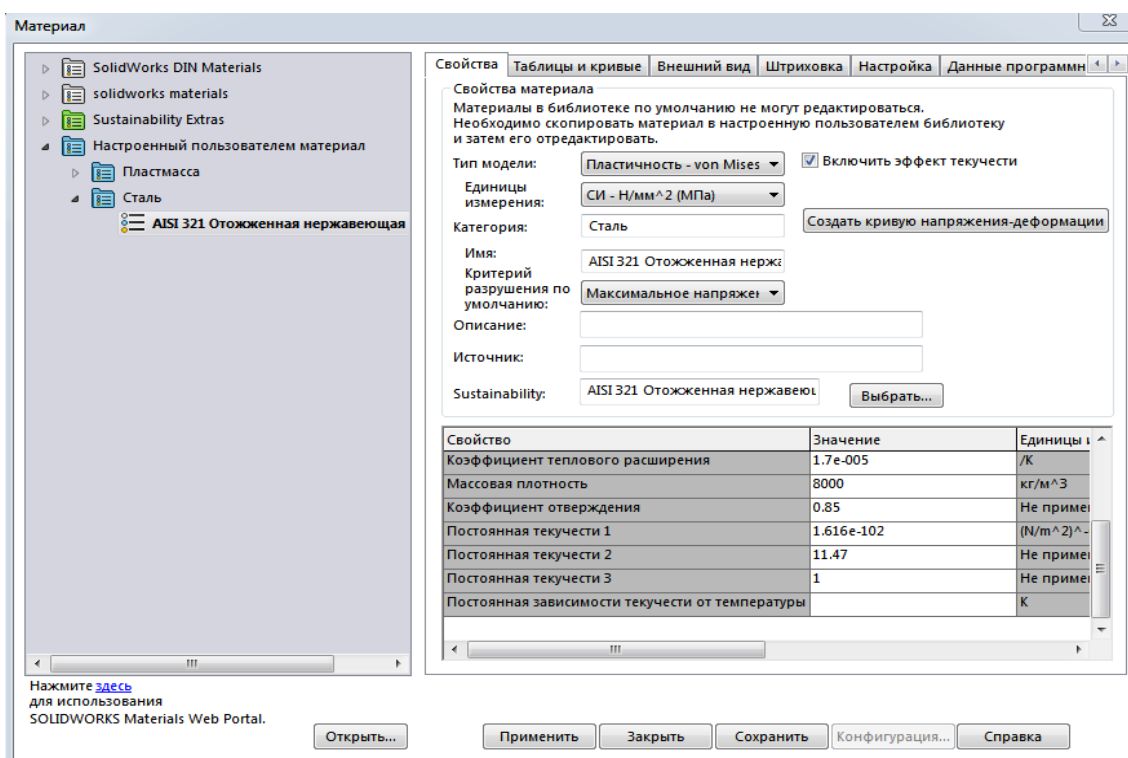 Материал
SolidWorks DIN Materials
solidworks materials
Sustainability Extras
Настроенный пользователем материал
Пластмасса
Сталь
AISI 321 Отожженная нержавеющая
Нажмите здесь
для использования
SOLIDWORKS Materials Web Portal.
Открыть...
Свойства Таблицы и кривые Внешний вид Штриховка Настройка Данные программн
Свойства материала
Материалы в библиотеке по умолчанию не могут редактироваться.
Необходимо скопировать материал в настроенную пользователем библиотеку
и затем его отредактировать.
Тип модели: Пластичность - von Mises Включить эффект текучести
Единицы
измерения: СИ - Н/мм^2 (МПа)
Категория: Сталь Создать кривую напряжения-деформации
Имя: AISI 321 Отожженная нержа
Критерий
разрушения по
умолчанию: Максимальное напряжен
Описание:
Источник:
Sustainability: AISI 321 Отожженная нержавеющ Выбрать...
Свойство Значение Единицы и
Коэффициент теплового расширения 1.7e-005 /K
Массовая плотность 8000 кг/м^3
Коэффициент отверждения 0.85 Не примен
Постоянная текучести 1 1.616e-102 (N/m^2)^-
Постоянная текучести 2 11.47 Не примен
Постоянная текучести 3 1 Не примен
Постоянная зависимости текучести от температуры K
Применить Закрыть Сохранить Конфигурация... Справка